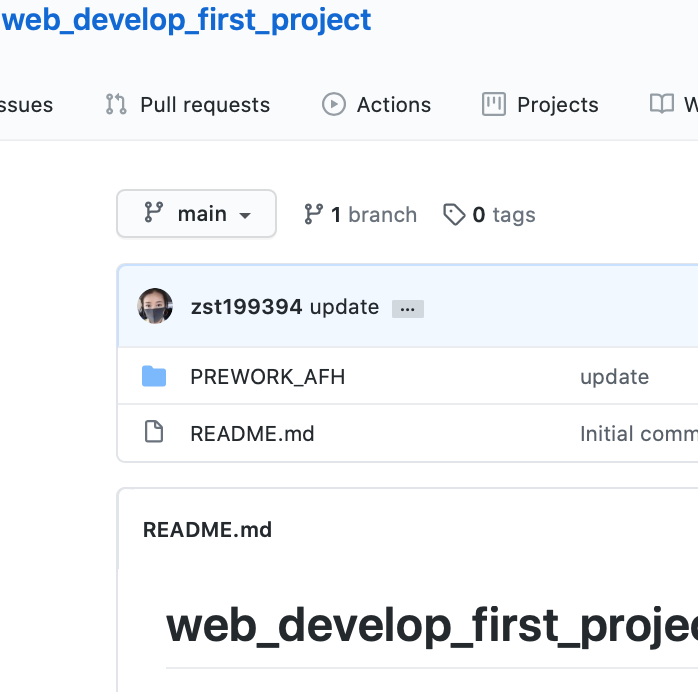 web_develop_first_project
ssues Pull requests Actions Projects W
main 1 branch 0 tags
zst199394 update ...
PREWORK_AFH update
README.md Initial comm
README.md
web_develop_first_projec